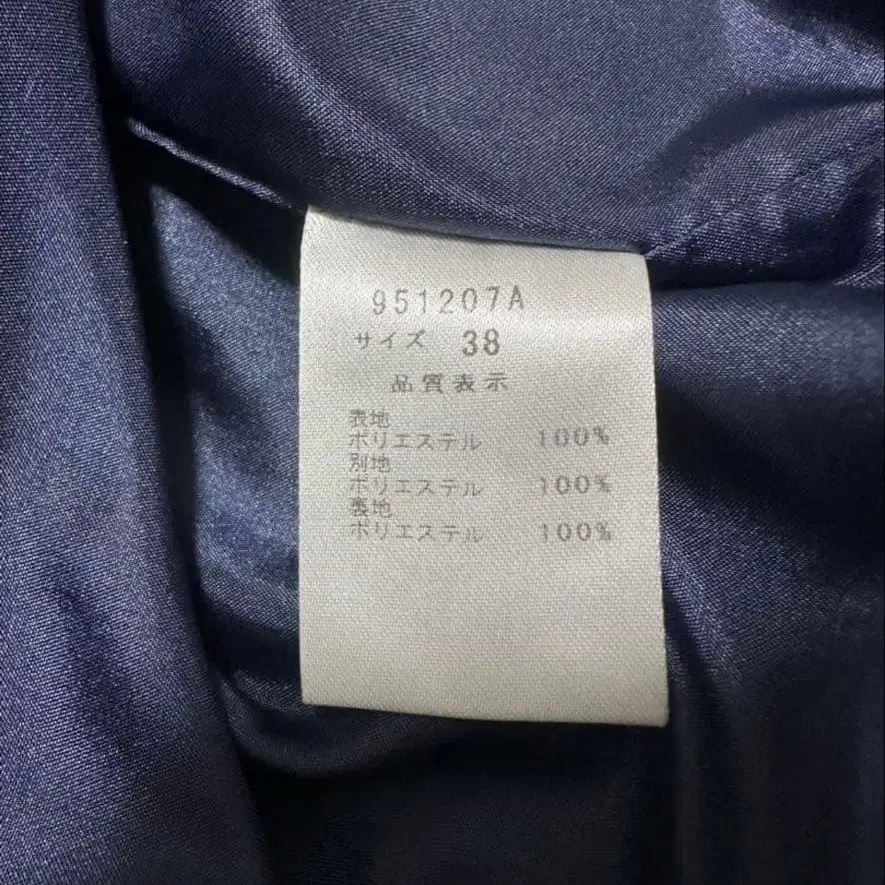 951207A
サイズ 38
品質表示
表地
ポリエステル 100%
別地
ポリエステル 100%
裏地
ポリエステル 100%